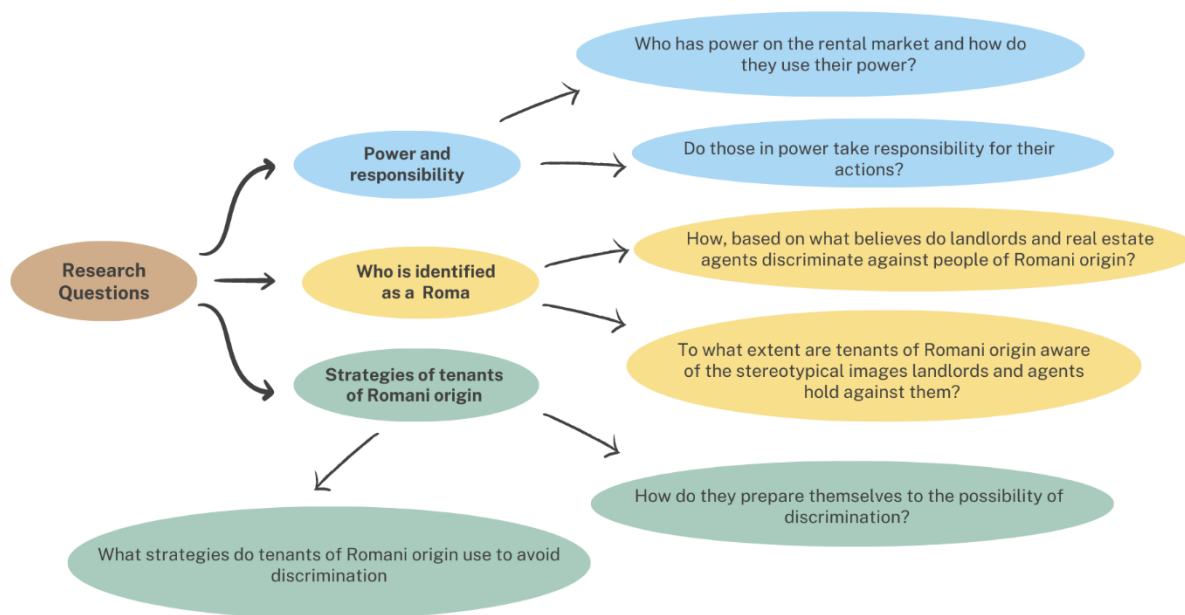 Who has power on the rental market and how do
they use their power?
Power and
responsibility
Do those in power take responsibility for their
actions?
Research
Questions
Who is identified
as a Roma
How, based on what believes do landlords and real estate
agents discriminate against people of Romani origin?
To what extent are tenants of Romani origin aware
of the stereotypical images landlords and agents
hold against them?
Strategies of tenants
of Romani origin
How do they prepare themselves to the possibility of
discrimination?
What strategies do tenants of Romani origin use to avoid
discrimination